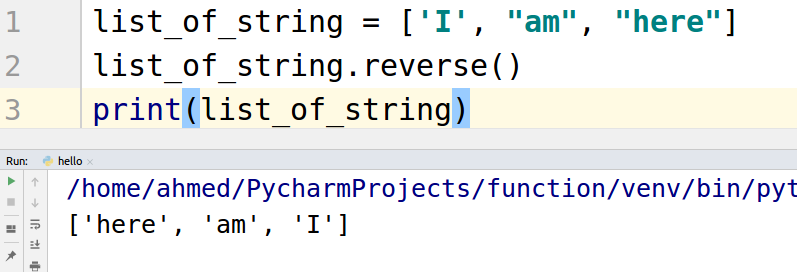 1 list_of_string = ['I', "am", "here"]
2 list_of_string.reverse()
3 print(list_of_string)
Run: hello ×
/home/ahmed/PycharmProjects/function/venv/bin/pyt
['here', 'am', 'I']